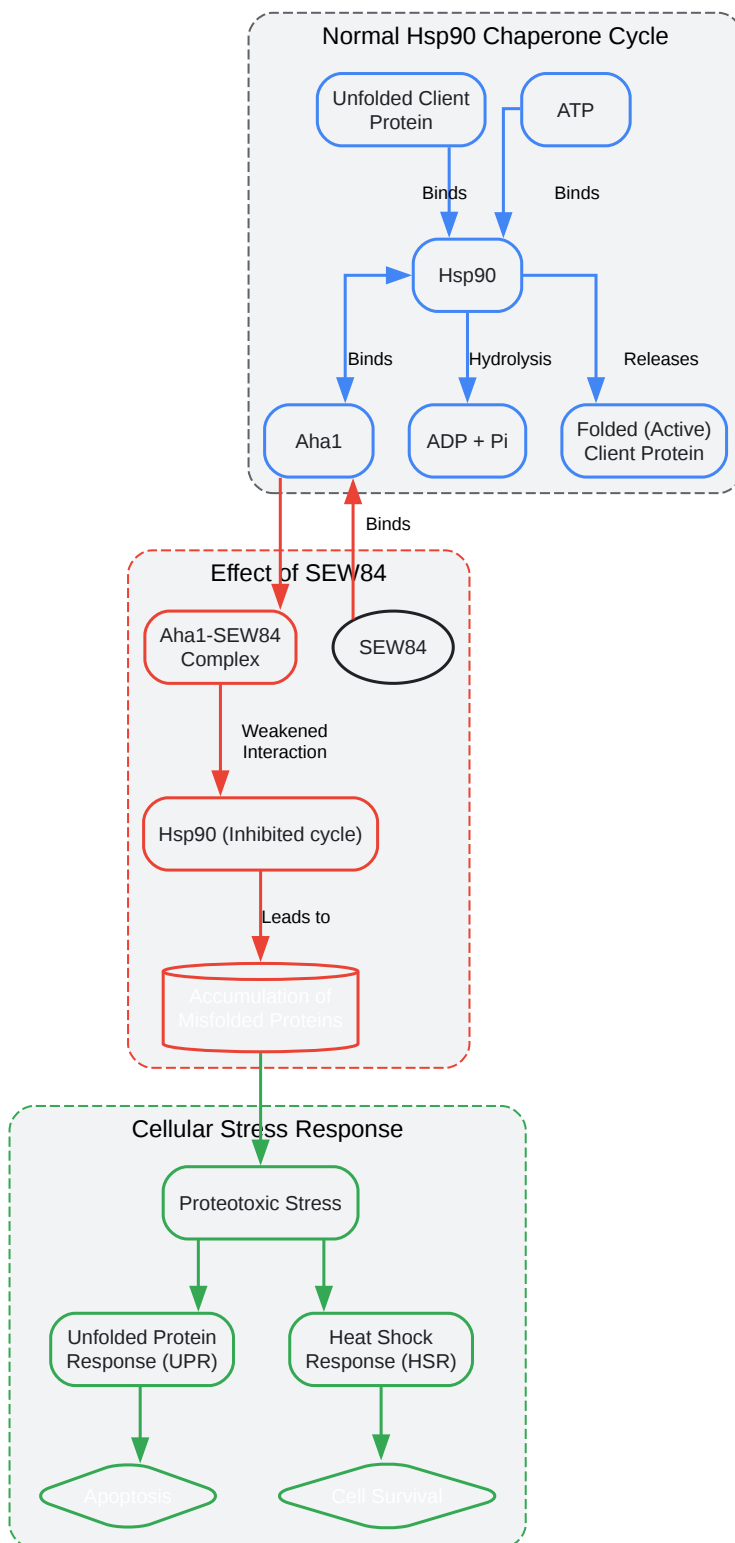 Normal Hsp90 Chaperone Cycle
Unfolded Client
Protein
ATP
Binds
Binds
Hsp90
Binds
Hydrolysis
Releases
Aha1
ADP + Pi
Folded (Active)
Client Protein
Binds
Effect of SEW84
Aha1-SEW84
Complex
SEW84
Weakened
Interaction
Hsp90 (Inhibited cycle)
Leads to
Accumulation of
Misfolded Proteins
Cellular Stress Response
Proteotoxic Stress
Unfolded Protein
Response (UPR)
Heat Shock
Response (HSR)
Apoptosis
Cell Survival